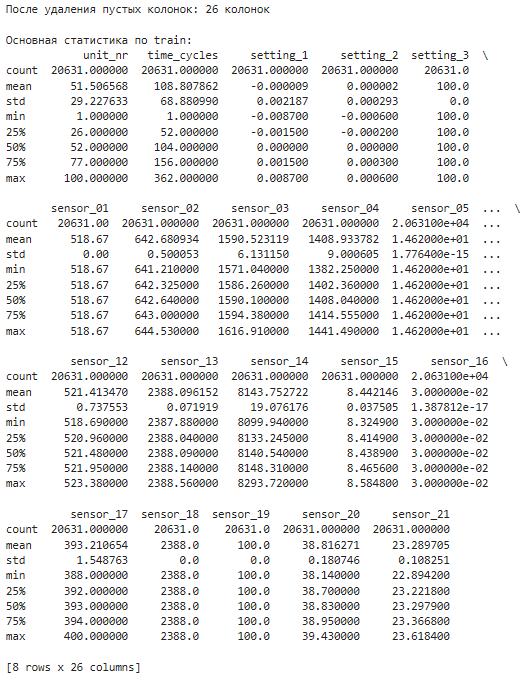 После удаления пустых колонок: 26 колонок
Основная статистика по train:
unit_nr time_cycles setting_1 setting_2 setting_3 \
count 20631.000000 20631.000000 20631.000000 20631.000000 20631.0
mean 51.506568 108.807862 -0.000009 0.000002 100.0
std 29.227633 68.880990 0.002187 0.000293 0.0
min 1.000000 1.000000 -0.008700 -0.000600 100.0
25% 26.000000 52.000000 -0.001500 -0.000200 100.0
50% 52.000000 104.000000 0.000000 0.000000 100.0
75% 77.000000 156.000000 0.001500 0.000300 100.0
max 100.000000 362.000000 0.008700 0.000600 100.0
sensor_01 sensor_02 sensor_03 sensor_04 sensor_05 ... \
count 20631.00 20631.000000 20631.000000 20631.000000 2.063100e+04 ...
mean 518.67 642.680934 1590.523119 1408.933782 1.462000e+01 ...
std 0.00 0.500053 6.131150 9.000605 1.776400e-15 ...
min 518.67 641.210000 1571.040000 1382.250000 1.462000e+01 ...
25% 518.67 642.325000 1586.260000 1402.360000 1.462000e+01 ...
50% 518.67 642.640000 1590.100000 1408.040000 1.462000e+01 ...
75% 518.67 643.000000 1594.380000 1414.555000 1.462000e+01 ...
max 518.67 644.530000 1616.910000 1441.490000 1.462000e+01 ...
sensor_12 sensor_13 sensor_14 sensor_15 sensor_16 \
count 20631.000000 20631.000000 20631.000000 20631.000000 2.063100e+04
mean 521.413470 2388.096152 8143.752722 8.442146 3.000000e-02
std 0.737553 0.071919 19.076176 0.037505 1.387812e-17
min 518.690000 2387.880000 8099.940000 8.324900 3.000000e-02
25% 520.960000 2388.040000 8133.245000 8.414900 3.000000e-02
50% 521.480000 2388.090000 8140.540000 8.438900 3.000000e-02
75% 521.950000 2388.140000 8148.310000 8.465600 3.000000e-02
max 523.380000 2388.560000 8293.720000 8.584800 3.000000e-02
sensor_17 sensor_18 sensor_19 sensor_20 sensor_21
count 20631.000000 20631.0 20631.0 20631.000000 20631.000000
mean 393.210654 2388.0 100.0 38.816271 23.289705
std 1.548763 0.0 0.0 0.180746 0.108251
min 388.000000 2388.0 100.0 38.140000 22.894200
25% 392.000000 2388.0 100.0 38.700000 23.221800
50% 393.000000 2388.0 100.0 38.830000 23.297900
75% 394.000000 2388.0 100.0 38.950000 23.366800
max 400.000000 2388.0 100.0 39.430000 23.618400
[8 rows x 26 columns]